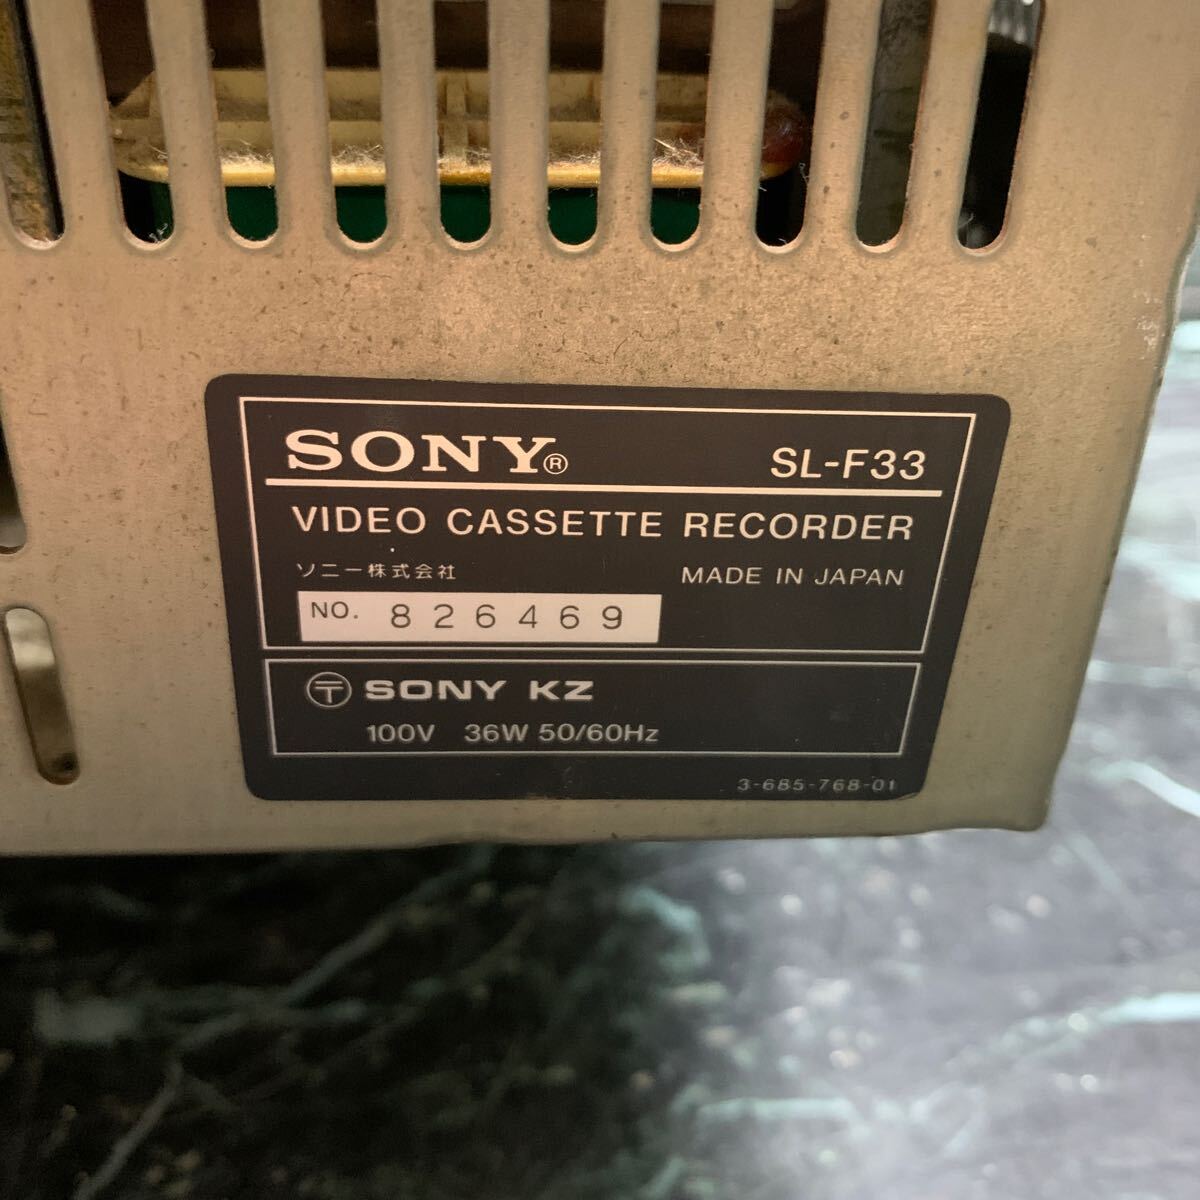 SONY® SL-F33
VIDEO CASSETTE RECORDER
ソニー株式会社 MADE IN JAPAN
NO. 826469
〒 SONY KZ
100V 36W 50/60Hz
3-685-768-01